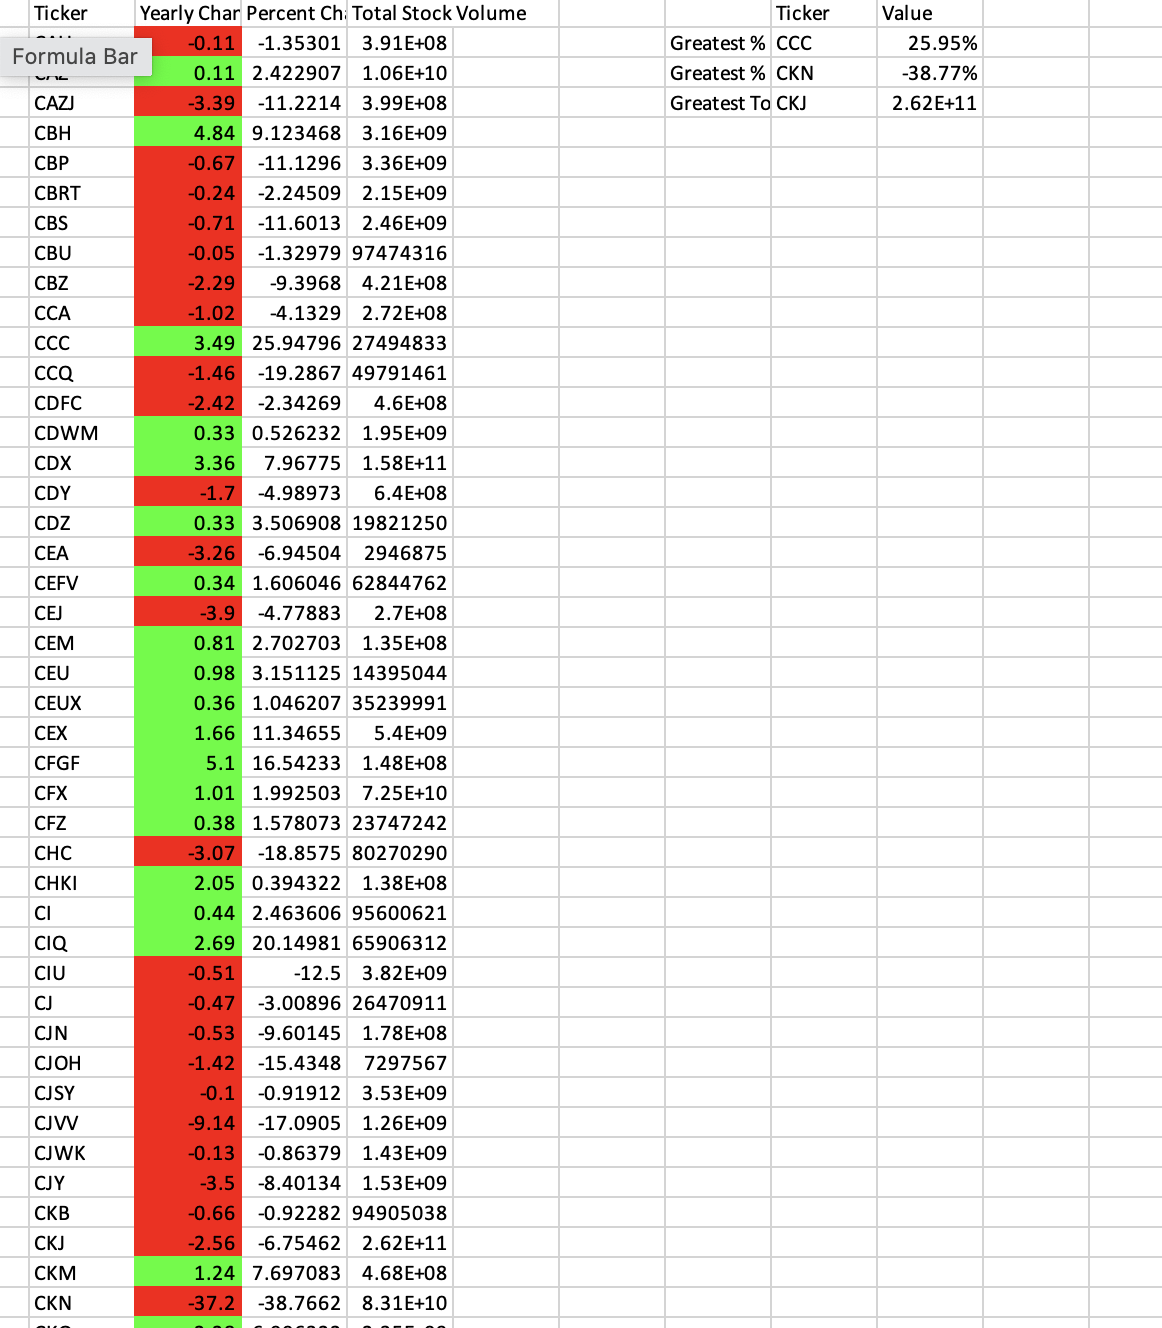 Ticker Yearly Char Percent Ch Total Stock Volume Ticker Value
-0.11 -1.35301 3.91E+08 Greatest % CCC 25.95%
Formula Bar
CAZ 0.11 2.422907 1.06E+10 Greatest % CKN -38.77%
CAZJ -3.39 -11.2214 3.99E+08 Greatest To CKJ 2.62E+11
CBH 4.84 9.123468 3.16E+09
CBP -0.67 -11.1296 3.36E+09
CBRT -0.24 -2.24509 2.15E+09
CBS -0.71 -11.6013 2.46E+09
CBU -0.05 -1.32979 97474316
CBZ -2.29 -9.3968 4.21E+08
CCA -1.02 -4.1329 2.72E+08
CCC 3.49 25.94796 27494833
CCQ -1.46 -19.2867 49791461
CDFC -2.42 -2.34269 4.6E+08
CDWM 0.33 0.526232 1.95E+09
CDX 3.36 7.96775 1.58E+11
CDY -1.7 -4.98973 6.4E+08
CDZ 0.33 3.506908 19821250
CEA -3.26 -6.94504 2946875
CEFV 0.34 1.606046 62844762
CEJ -3.9 -4.77883 2.7E+08
CEM 0.81 2.702703 1.35E+08
CEU 0.98 3.151125 14395044
CEUX 0.36 1.046207 35239991
CEX 1.66 11.34655 5.4E+09
CFGF 5.1 16.54233 1.48E+08
CFX 1.01 1.992503 7.25E+10
CFZ 0.38 1.578073 23747242
CHC -3.07 -18.8575 80270290
CHKI 2.05 0.394322 1.38E+08
CI 0.44 2.463606 95600621
CIQ 2.69 20.14981 65906312
CIU -0.51 -12.5 3.82E+09
CJ -0.47 -3.00896 26470911
CJN -0.53 -9.60145 1.78E+08
CJOH -1.42 -15.4348 7297567
CJSY -0.1 -0.91912 3.53E+09
CJVV -9.14 -17.0905 1.26E+09
CJWK -0.13 -0.86379 1.43E+09
CJY -3.5 -8.40134 1.53E+09
CKB -0.66 -0.92282 94905038
CKJ -2.56 -6.75462 2.62E+11
CKM 1.24 7.697083 4.68E+08
CKN -37.2 -38.7662 8.31E+10